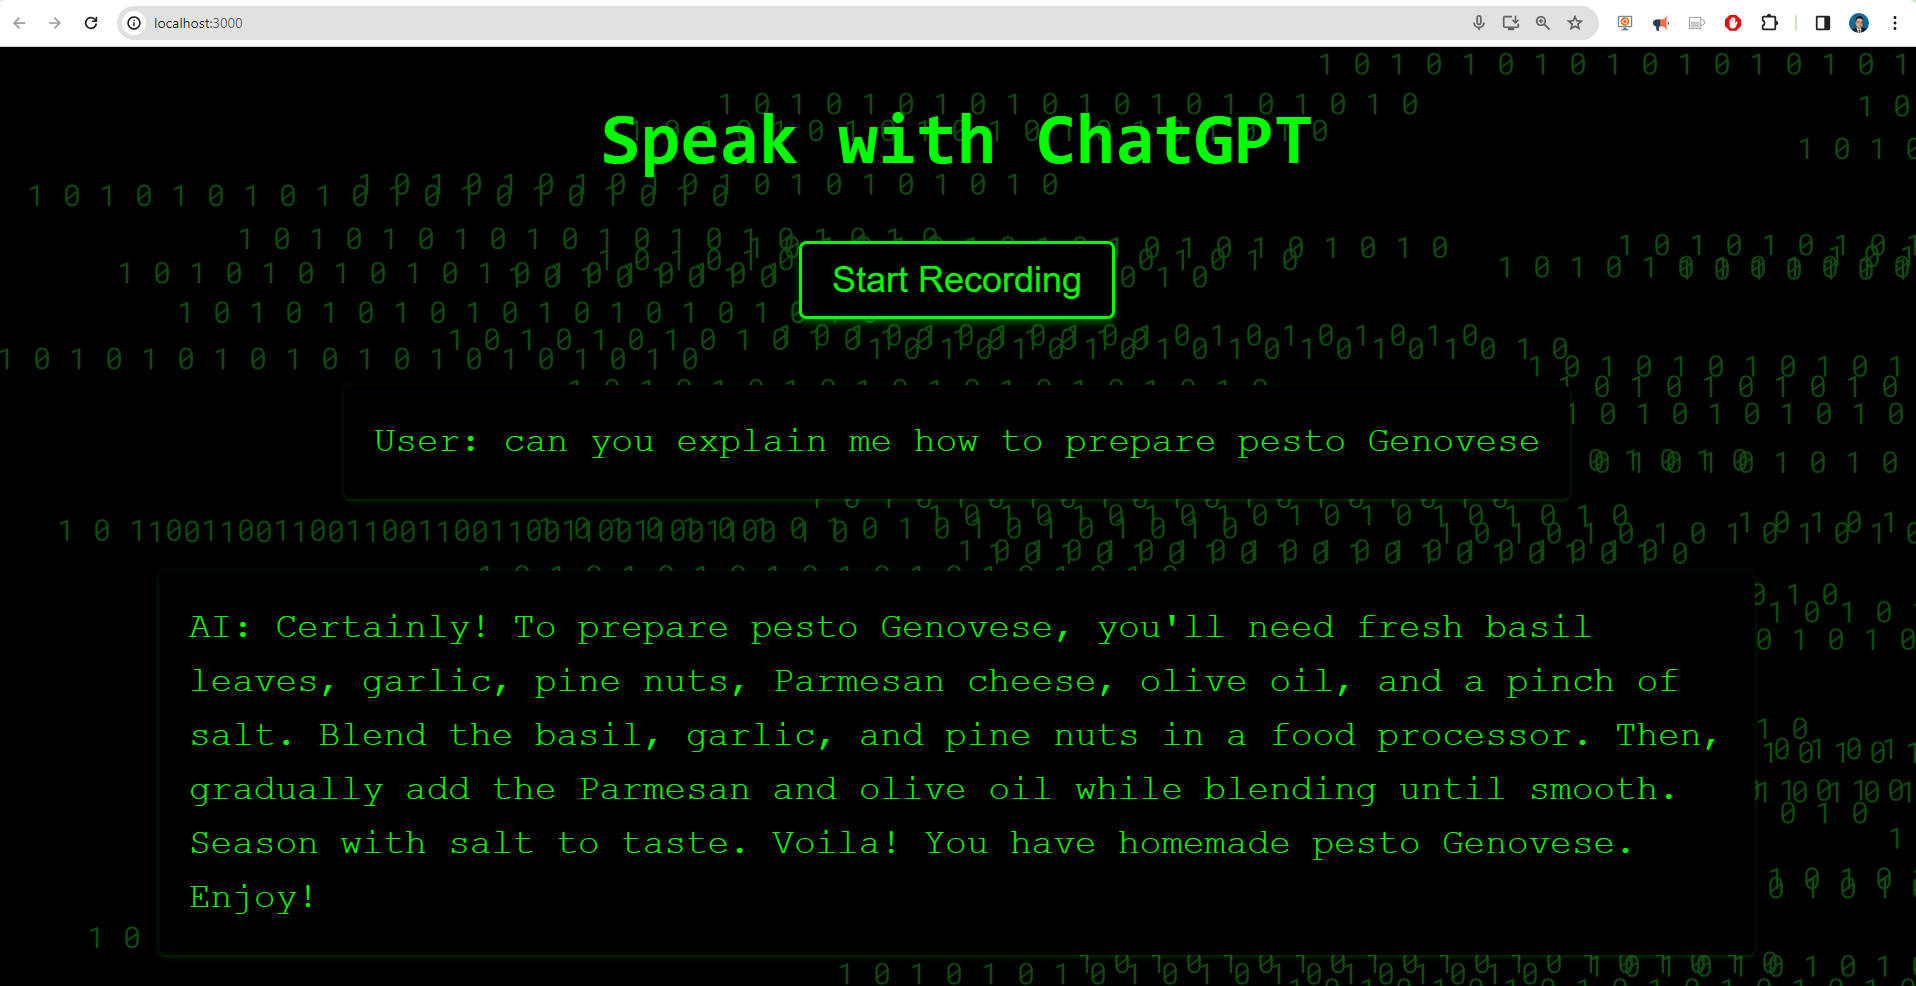 localhost:3000
Speak with ChatGPT
Start Recording
User: can you explain me how to prepare pesto Genovese
AI: Certainly! To prepare pesto Genovese, you'll need fresh basil
leaves, garlic, pine nuts, Parmesan cheese, olive oil, and a pinch of
salt. Blend the basil, garlic, and pine nuts in a food processor. Then,
gradually add the Parmesan and olive oil while blending until smooth.
Season with salt to taste. Voila! You have homemade pesto Genovese.
Enjoy!